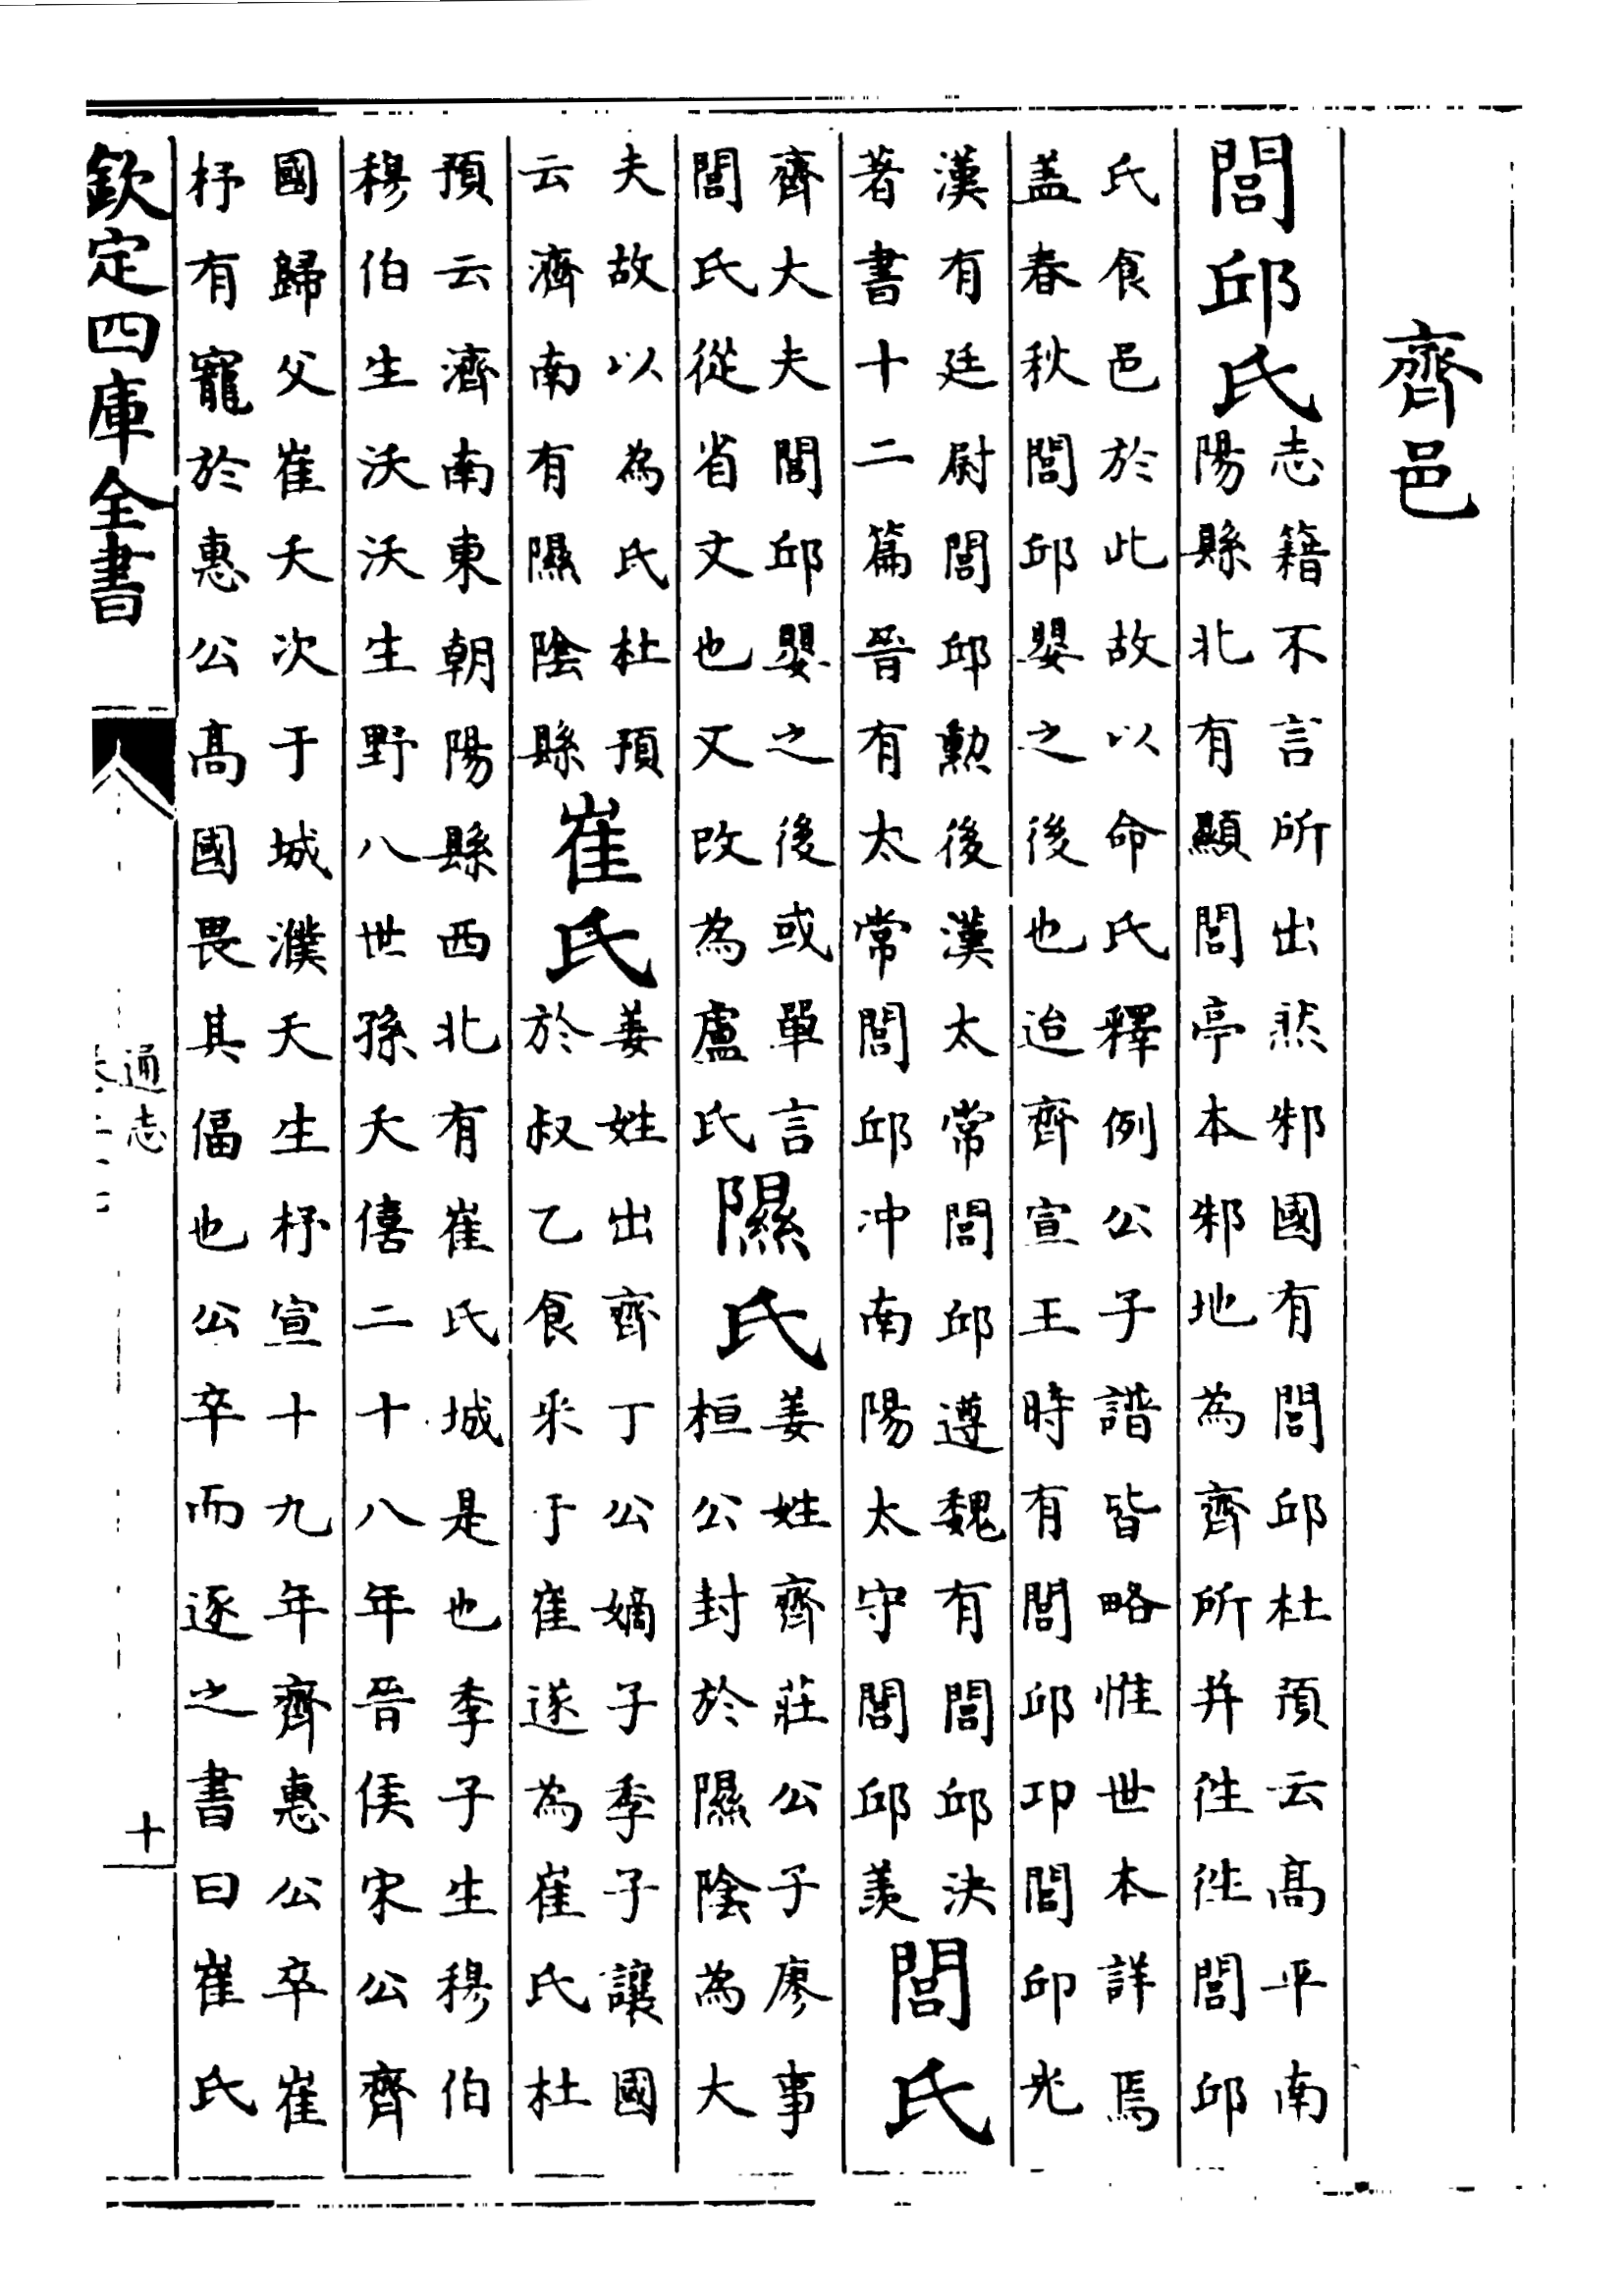 齊邑
閭邱氏
志籍不言所出然邾國有閭邱杜預云高平南
陽縣北有顯閭亭本邾地為齊所并徃徃閭邱
氏食邑於此故以命氏釋例公子譜皆略惟世本詳焉
盖春秋閭邱嬰之後也迨齊宣王時有閭邱卭閭邱光
漢有廷尉閭邱勲後漢太常閭邱遵魏有閭邱決
著書十二篇晉有太常閭邱冲南陽太守閭邱羨
閭氏
齊大夫閭邱嬰之後或單言
閭氏從省文也又改為盧氏
隰氏
姜姓齊莊公子廖事
桓公封於隰陰為大
夫故以為氏杜預
云濟南有隰陰縣
崔氏
姜姓出齊丁公嫡子季子讓國
於叔乙食采于崔遂為崔氏杜
預云濟南東朝陽縣西北有崔氏城是也季子生穆伯
穆伯生沃沃生野八世孫夭僖二十八年晉侯宋公齊
國歸父崔夭次于城濮夭生杼宣十九年齊惠公卒崔
杼有寵於惠公高國畏其偪也公卒而逐之書曰崔氏
欽定四庫全書
通志
十